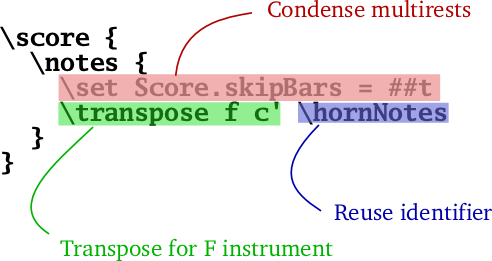 Condense multirests
\score {
\notes {
\set Score.skipBars = ##t
\transpose f c' \hornNotes
}
}
Reuse identifier
Transpose for F instrument